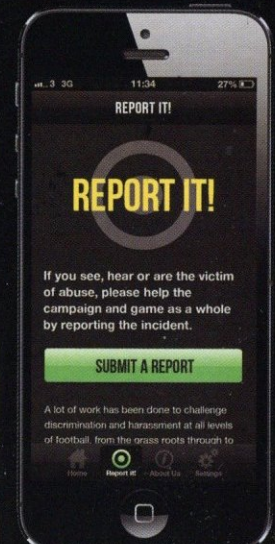 3 3G 11:34 27%
REPORT IT!
REPORT IT!
If you see, hear or are the victim
of abuse, please help the
campaign and game as a whole
by reporting the incident.
SUBMIT A REPORT
A lot of work has been done to challenge
discrimination and harassment at all levels
of football, from the grass roots through to
Home Report it! About Us Settings